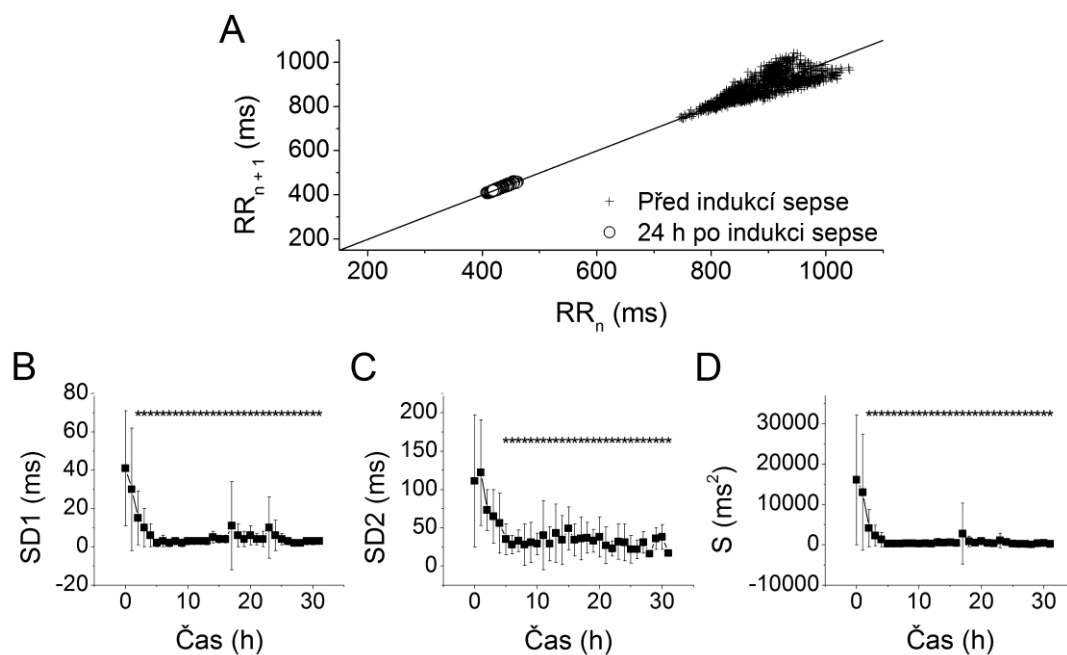 A
RRₙ ₊ ₁ (ms)
1000
800
600
400
200
+ Před indukcí sepse
○ 24 h po indukci sepse
200 400 600 800 1000
RRₙ (ms)
B
SD1 (ms)
80
60
40
20
0
-20
*******************************
0 10 20 30
Čas (h)
C
SD2 (ms)
200
150
100
50
0
***************************
0 10 20 30
Čas (h)
D
S (ms²)
30000
20000
10000
0
-10000
******************************
0 10 20 30
Čas (h)